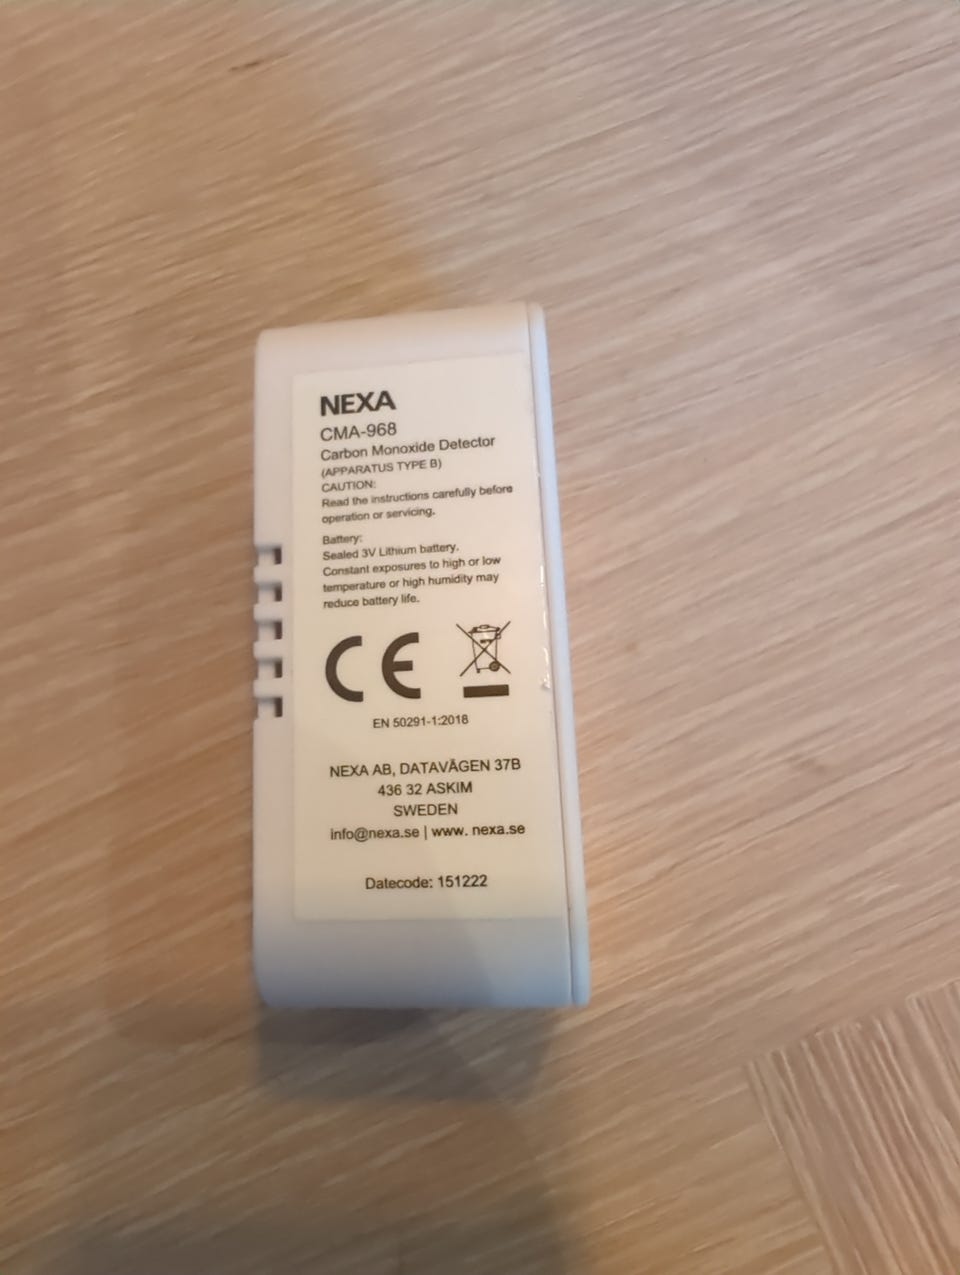 NEXA
CMA-968
Carbon Monoxide Detector
(APPARATUS TYPE B)
CAUTION:
Read the instructions carefully before
operation or servicing.
Battery:
Sealed 3V Lithium battery.
Constant exposures to high or low
temperature or high humidity may
reduce battery life.
CE
EN 50291-1:2018
NEXA AB, DATAVÄGEN 37B
436 32 ASKIM
SWEDEN
info@nexa.se | www. nexa.se
Datecode: 151222